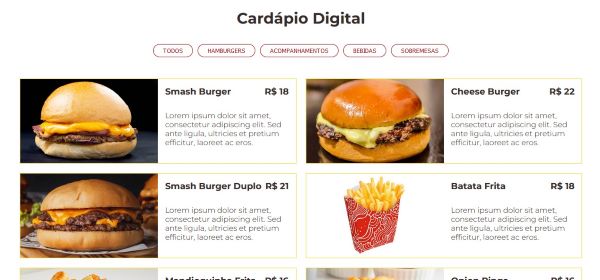 Cardápio Digital
TODOS
HAMBURGERS
ACOMPANHAMENTOS
BEBIDAS
SOBREMESAS
Smash Burger R$ 18
Lorem ipsum dolor sit amet,
consectetur adipiscing elit. Sed
ante ligula, ultricies et pretium
efficitur, laoreet ac eros.
Cheese Burger R$ 22
Lorem ipsum dolor sit amet,
consectetur adipiscing elit. Sed
ante ligula, ultricies et pretium
efficitur, laoreet ac eros.
Smash Burger Duplo R$ 21
Lorem ipsum dolor sit amet,
consectetur adipiscing elit. Sed
ante ligula, ultricies et pretium
efficitur, laoreet ac eros.
Batata Frita R$ 18
Lorem ipsum dolor sit amet,
consectetur adipiscing elit. Sed
ante ligula, ultricies et pretium
efficitur, laoreet ac eros.
Mandioquinha Frita R$ 16
Onion Rings R$ 16